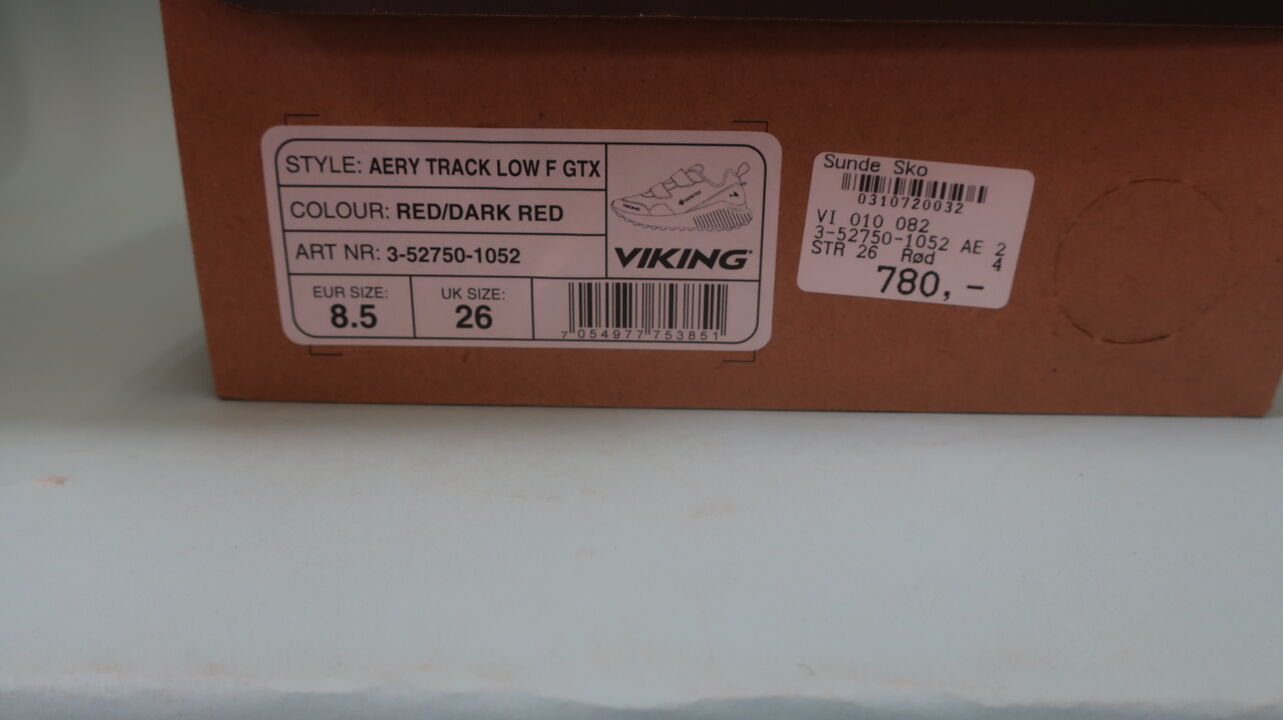 STYLE: AERY TRACK LOW F GTX
COLOUR: RED/DARK RED
ART NR: 3-52750-1052
VIKING
EUR SIZE:
8.5
UK SIZE:
26
7 054977 753851
Sunde Sko
0310720032
VI 010 082
3-52750-1052 AE 2
STR 26 Rød 4
780,-